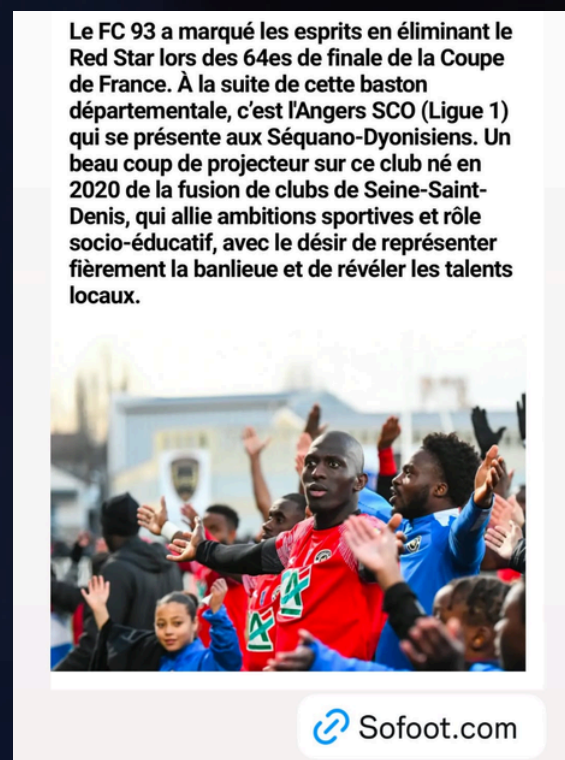 Le FC 93 a marqué les esprits en éliminant le
Red Star lors des 64es de finale de la Coupe
de France. À la suite de cette baston
départementale, c’est l'Angers SCO (Ligue 1)
qui se présente aux Séquano-Dyonisiens. Un
beau coup de projecteur sur ce club né en
2020 de la fusion de clubs de Seine-Saint-
Denis, qui allie ambitions sportives et rôle
socio-éducatif, avec le désir de représenter
fièrement la banlieue et de révéler les talents
locaux.
Sofoot.com